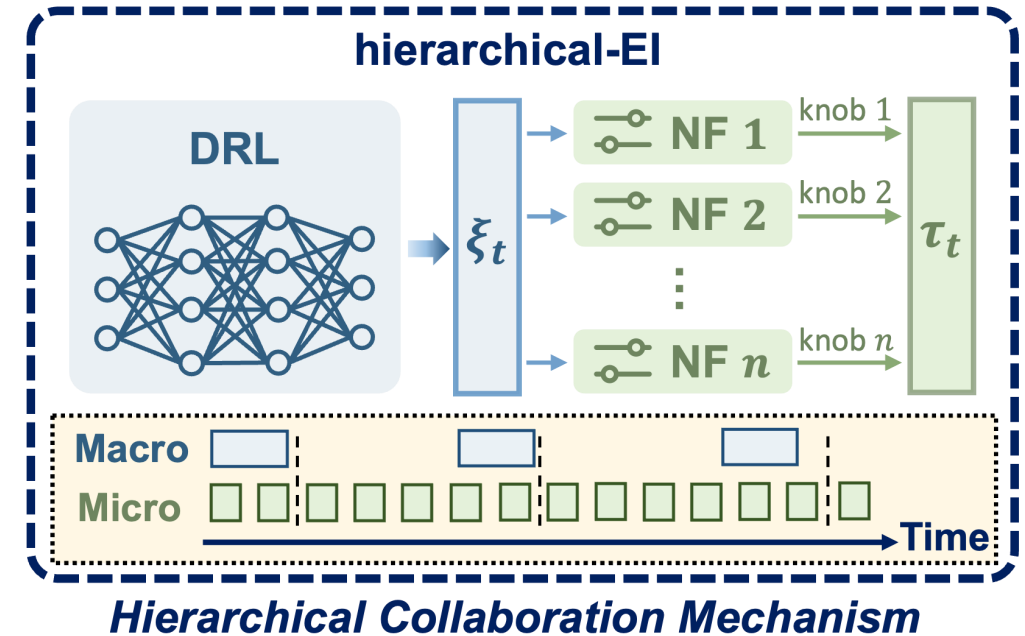 hierarchical-EI
DRL
ξt
NF 1
knob 1
NF 2
knob 2
⋮
NF n
knob n
τt
Macro
Micro
Time
Hierarchical Collaboration Mechanism